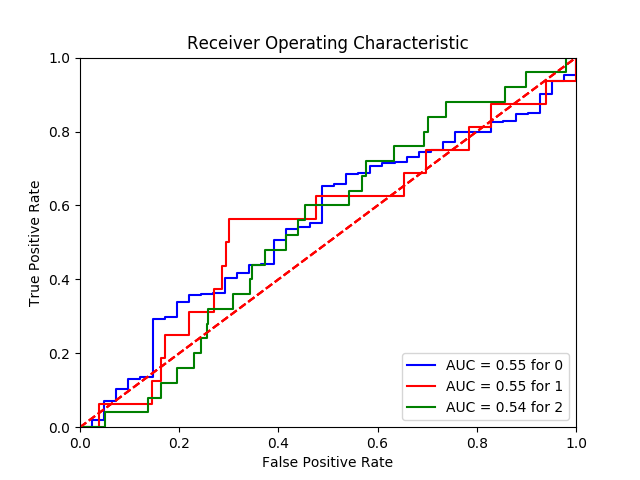 Receiver Operating Characteristic
1.0
0.8
0.6
0.4
0.2
0.0
True Positive Rate
AUC = 0.55 for 0
AUC = 0.55 for 1
AUC = 0.54 for 2
0.0 0.2 0.4 0.6 0.8 1.0
False Positive Rate